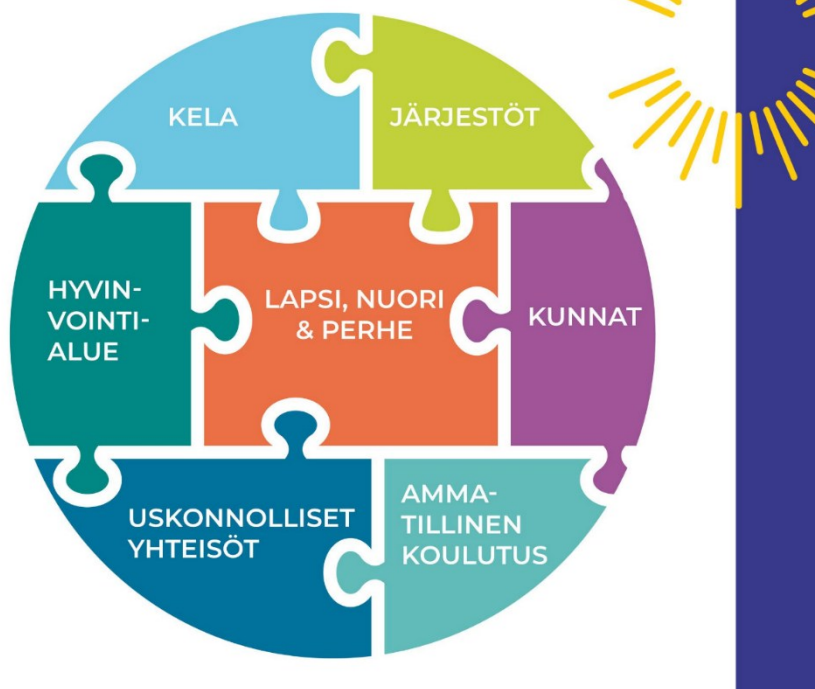 KELA
JÄRJESTÖT
HYVIN-
VOINTI-
ALUE
LAPSI, NUORI
& PERHE
KUNNAT
USKONNOLLISET
YHTEISÖT
AMMA-
TILLINEN
KOULUTUS